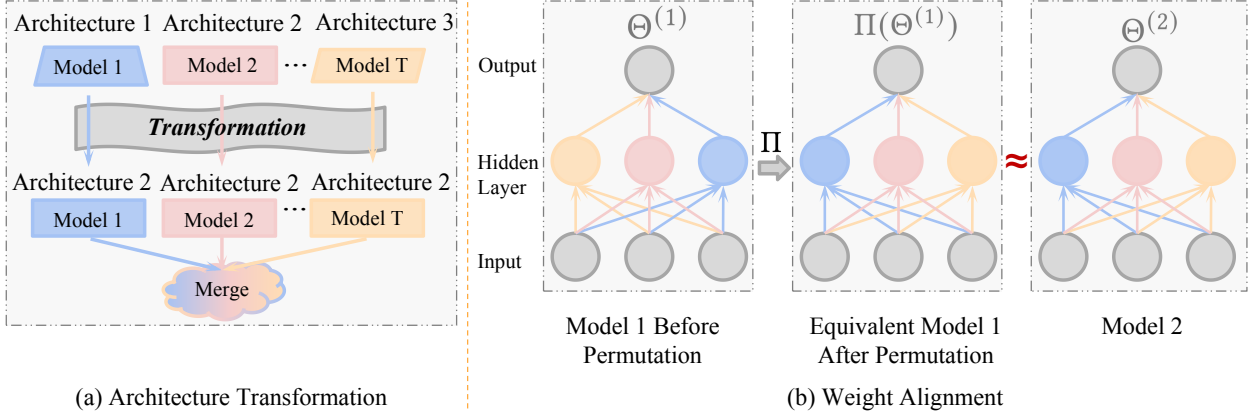 Architecture 1 Architecture 2 Architecture 3
Model 1 Model 2 ··· Model T
Transformation
Architecture 2 Architecture 2 Architecture 2
Model 1 Model 2 ··· Model T
Merge
(a) Architecture Transformation
Θ^(1) Π(Θ^(1)) Θ^(2)
Output
Hidden
Layer
Π ≈
Input
Model 1 Before
Permutation
Equivalent Model 1
After Permutation
Model 2
(b) Weight Alignment